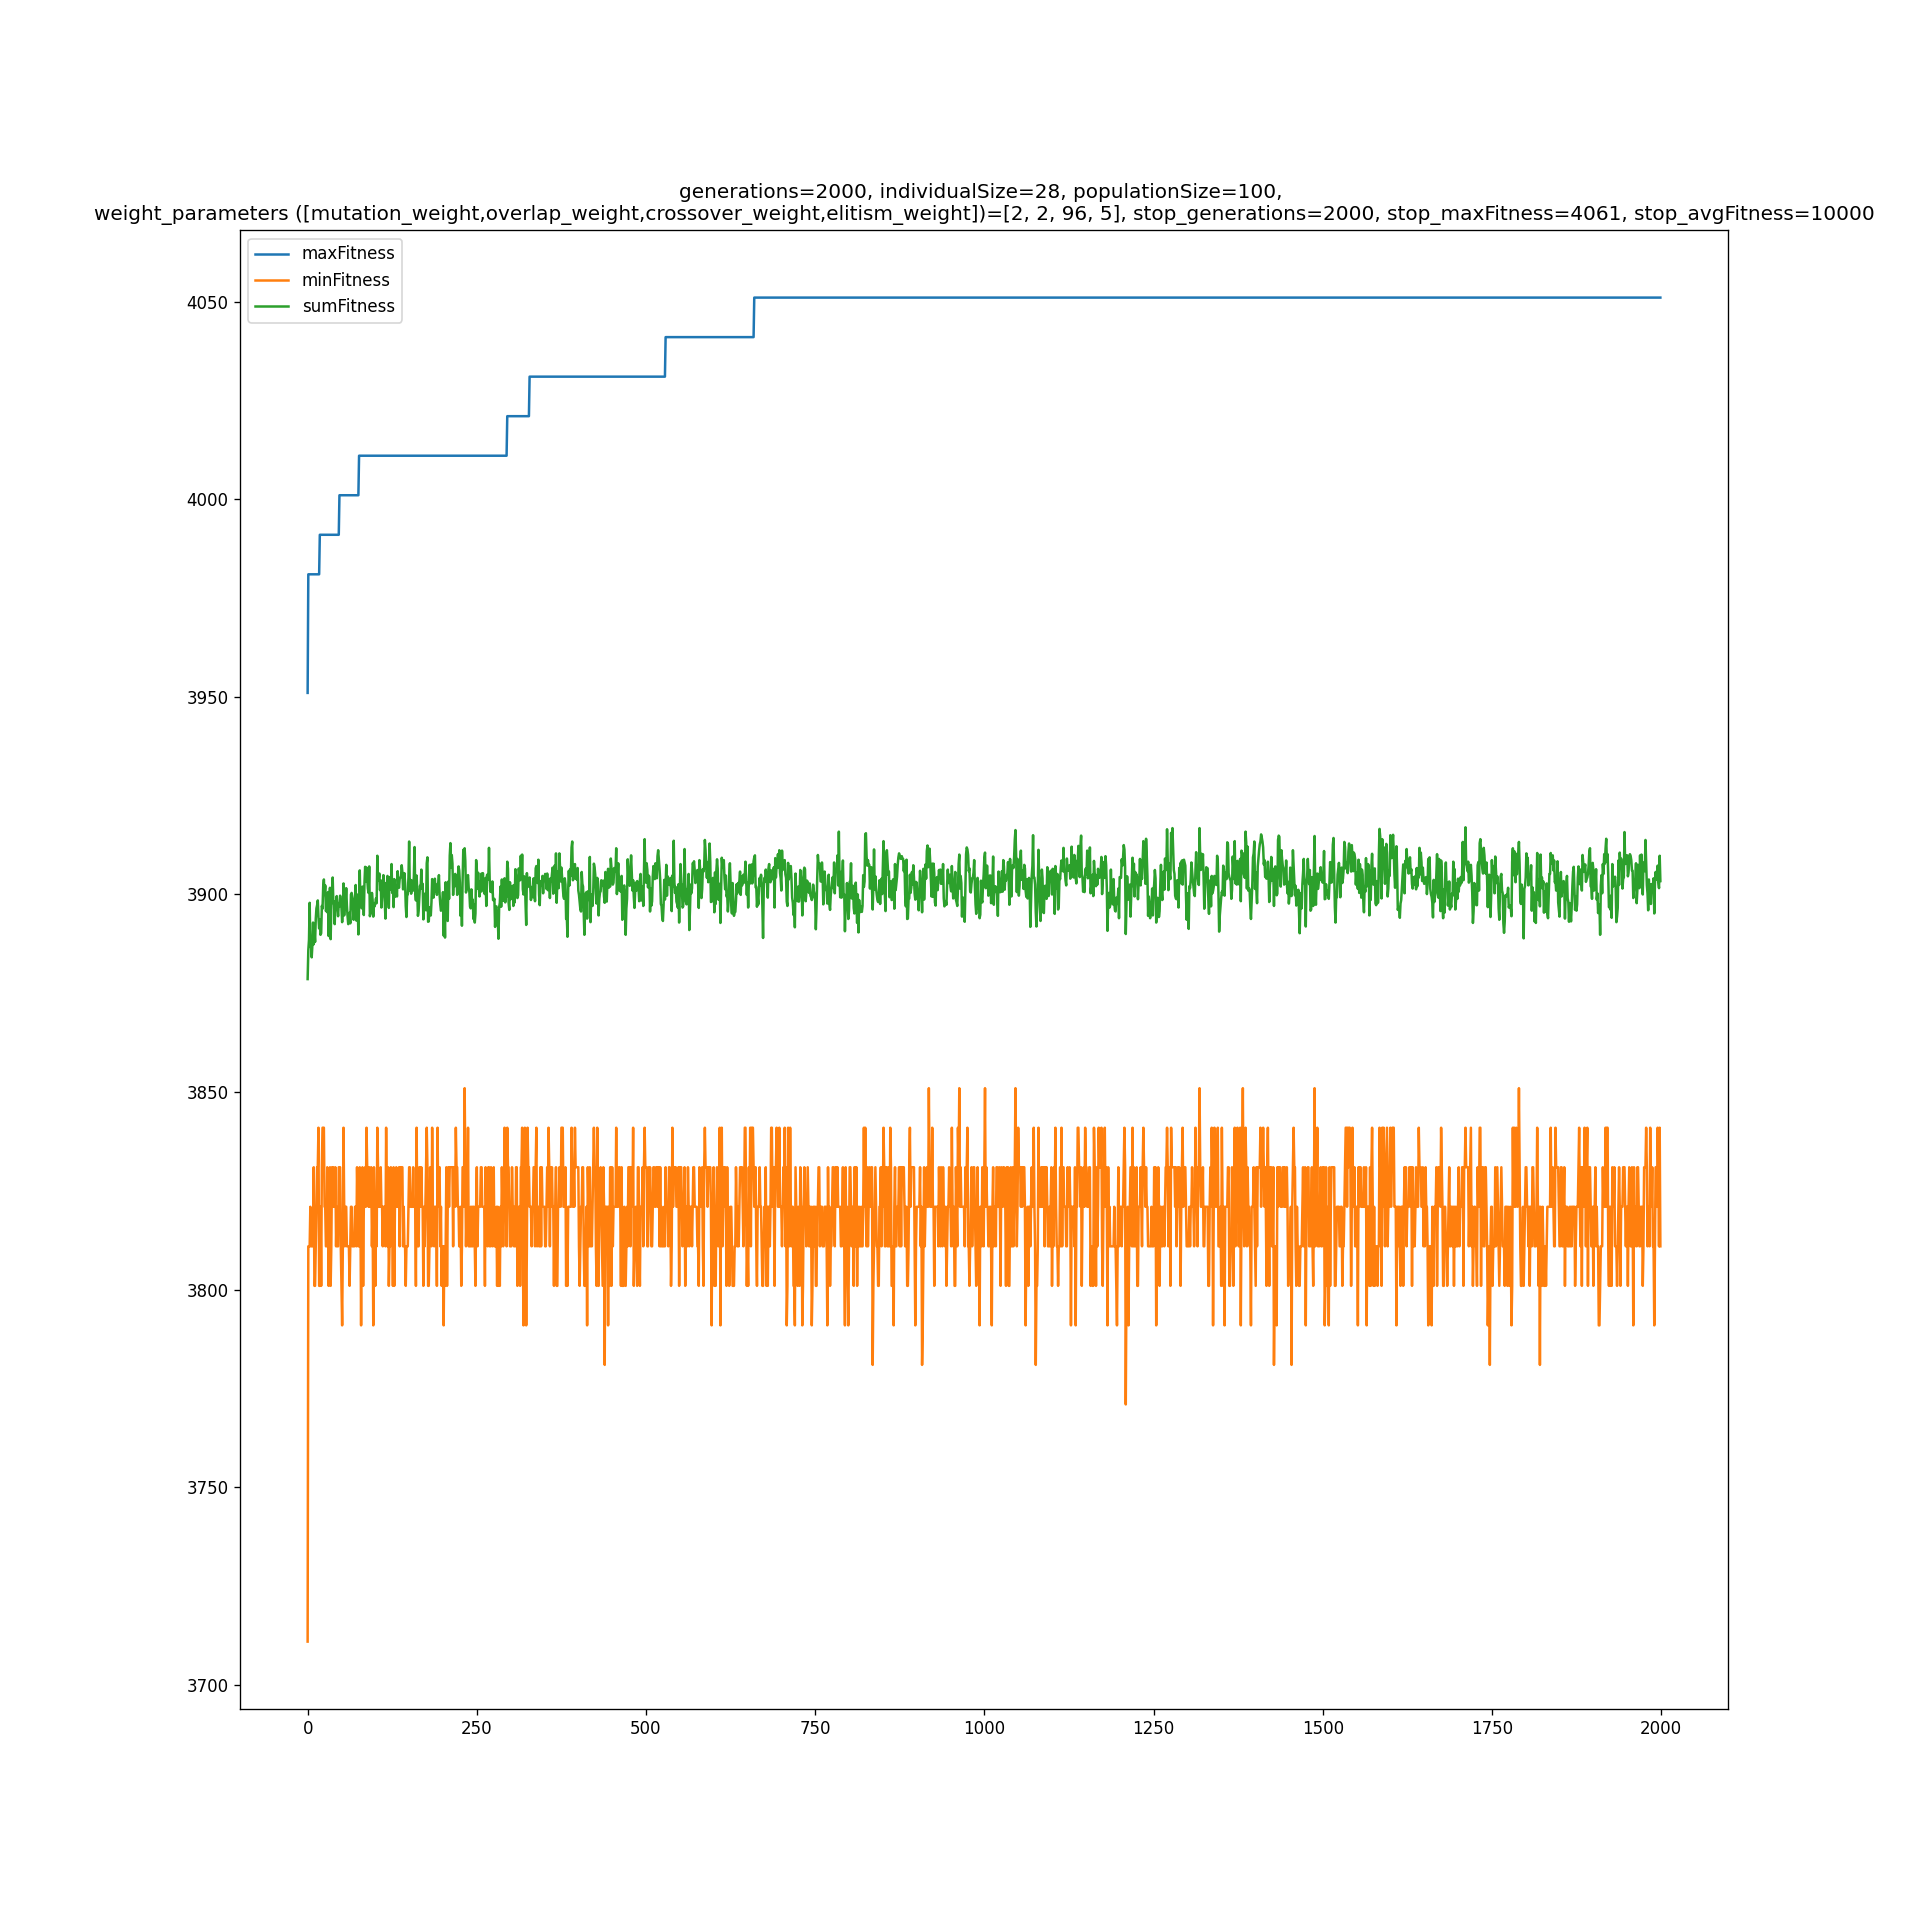 generations=2000, individualSize=28, populationSize=100,
weight_parameters ([mutation_weight,overlap_weight,crossover_weight,elitism_weight])=[2, 2, 96, 5], stop_generations=2000, stop_maxFitness=4061, stop_avgFitness=10000
maxFitness
minFitness
sumFitness
4050
4000
3950
3900
3850
3800
3750
3700
0 250 500 750 1000 1250 1500 1750 2000